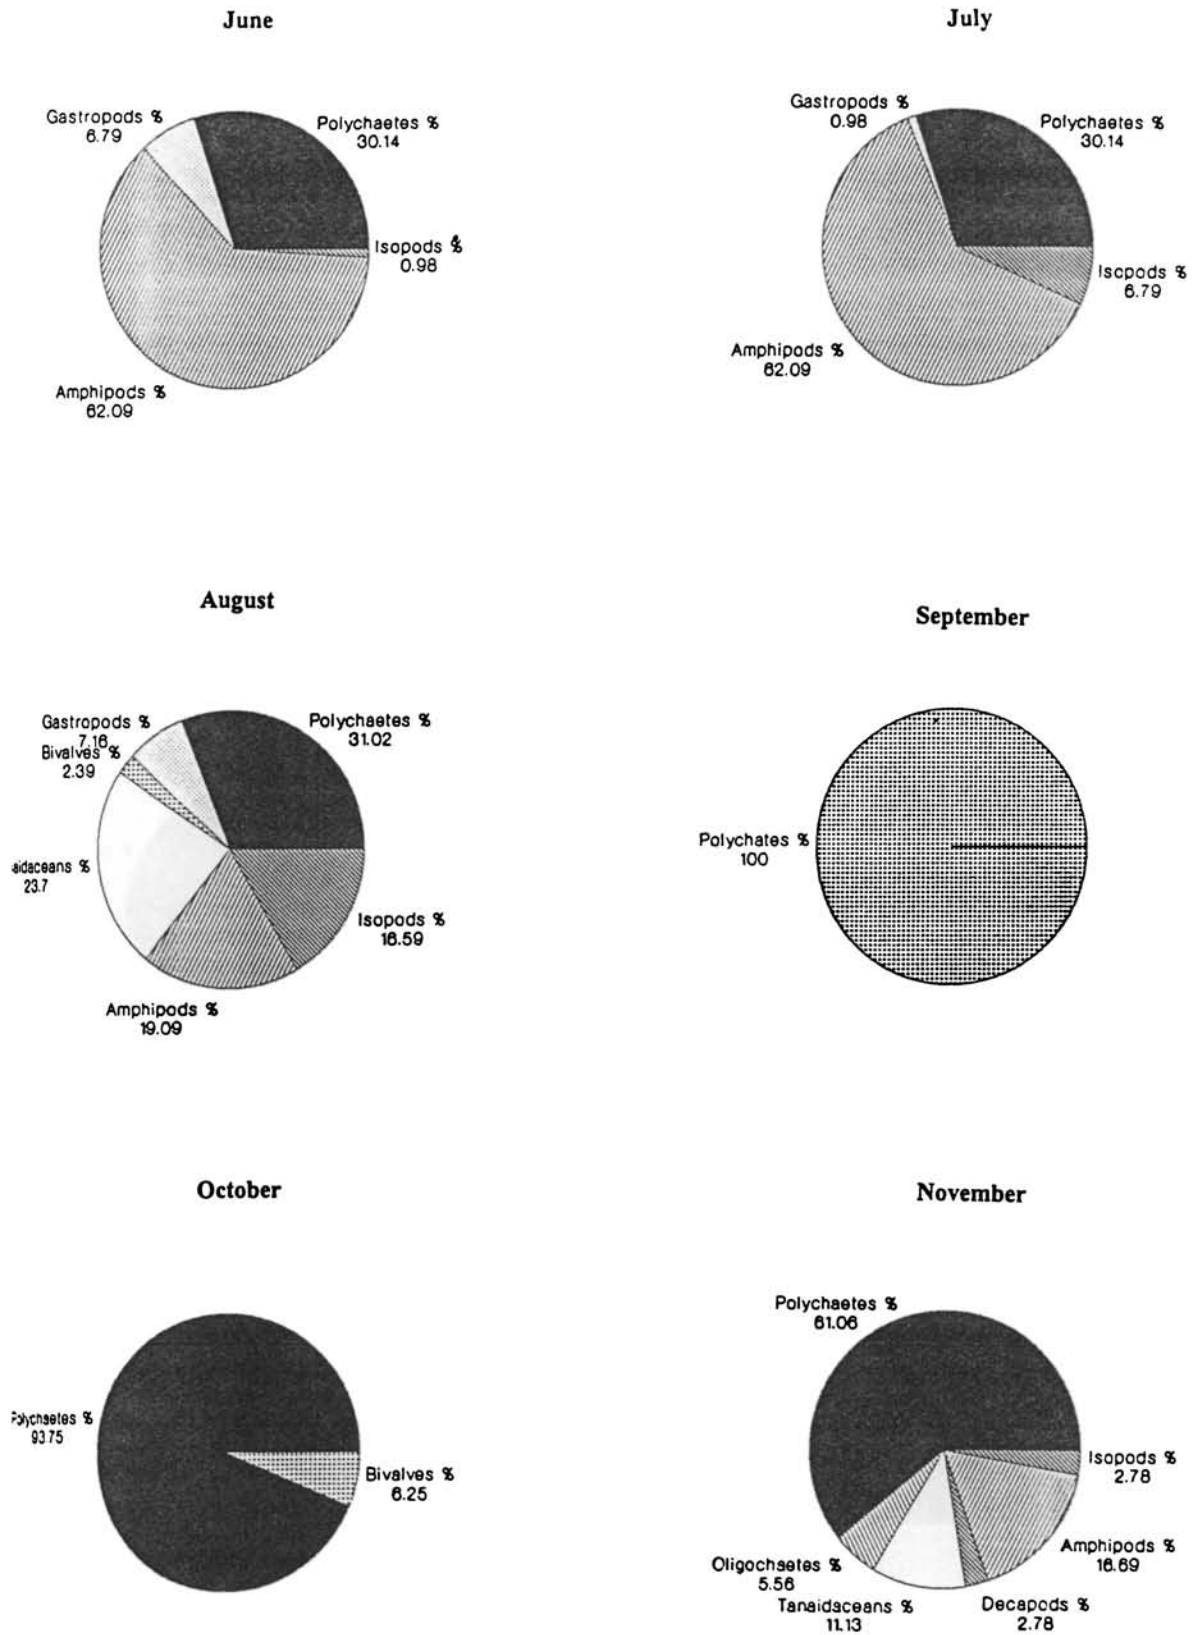 June
Gastropods %
6.79
Polychaetes %
30.14
Isopods %
0.98
Amphipods %
62.09
July
Gastropods %
0.98
Polychaetes %
30.14
Isopods %
6.79
Amphipods %
62.09
August
Gastropods %
7.16
Bivalves %
2.39
Polychaetes %
31.02
aidaceans %
23.7
Isopods %
16.59
Amphipods %
19.09
September
Polychates %
100
October
Polychaetes %
93.75
Bivalves %
6.25
November
Polychaetes %
61.06
Isopods %
2.78
Amphipods %
16.69
Oligochaetes %
5.56
Tanaidaceans %
11.13
Decapods %
2.78